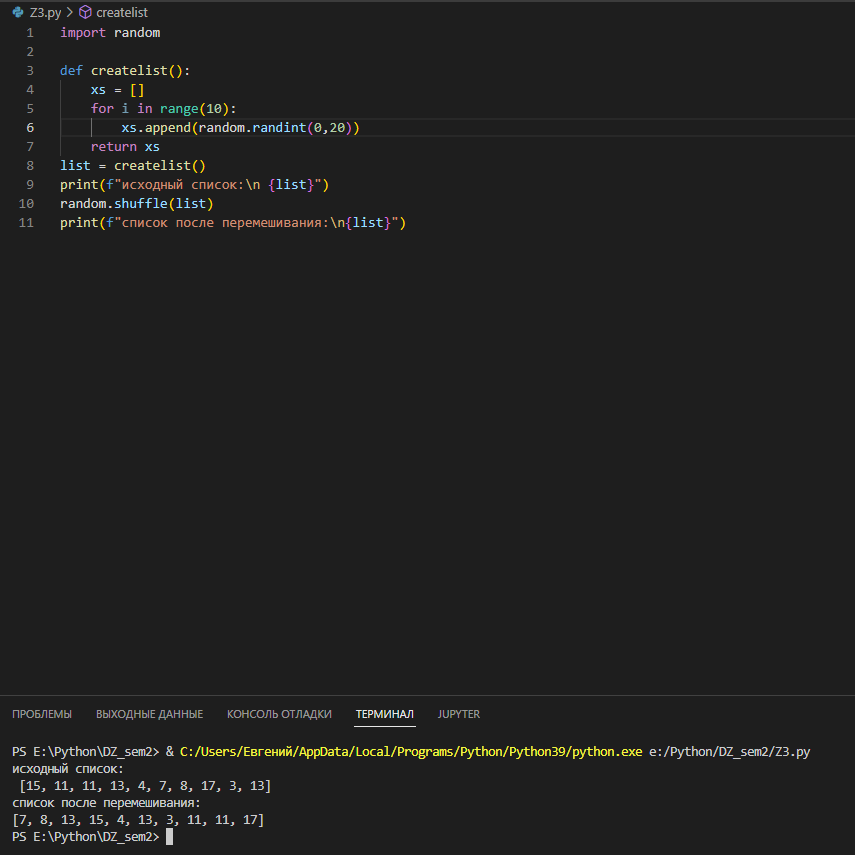 Z3.py > createlist
1 import random
2
3 def createlist():
4     xs = []
5     for i in range(10):
6         xs.append(random.randint(0,20))
7     return xs
8 list = createlist()
9 print(f"исходный список:\n {list}")
10 random.shuffle(list)
11 print(f"список после перемешивания:\n{list}")
ПРОБЛЕМЫ ВЫХОДНЫЕ ДАННЫЕ КОНСОЛЬ ОТЛАДКИ ТЕРМИНАЛ JUPYTER
PS E:\Python\DZ_sem2> & C:/Users/Евгений/AppData/Local/Programs/Python/Python39/python.exe e:/Python/DZ_sem2/Z3.py
исходный список:
 [15, 11, 11, 13, 4, 7, 8, 17, 3, 13]
список после перемешивания:
[7, 8, 13, 15, 4, 13, 3, 11, 11, 17]
PS E:\Python\DZ_sem2>